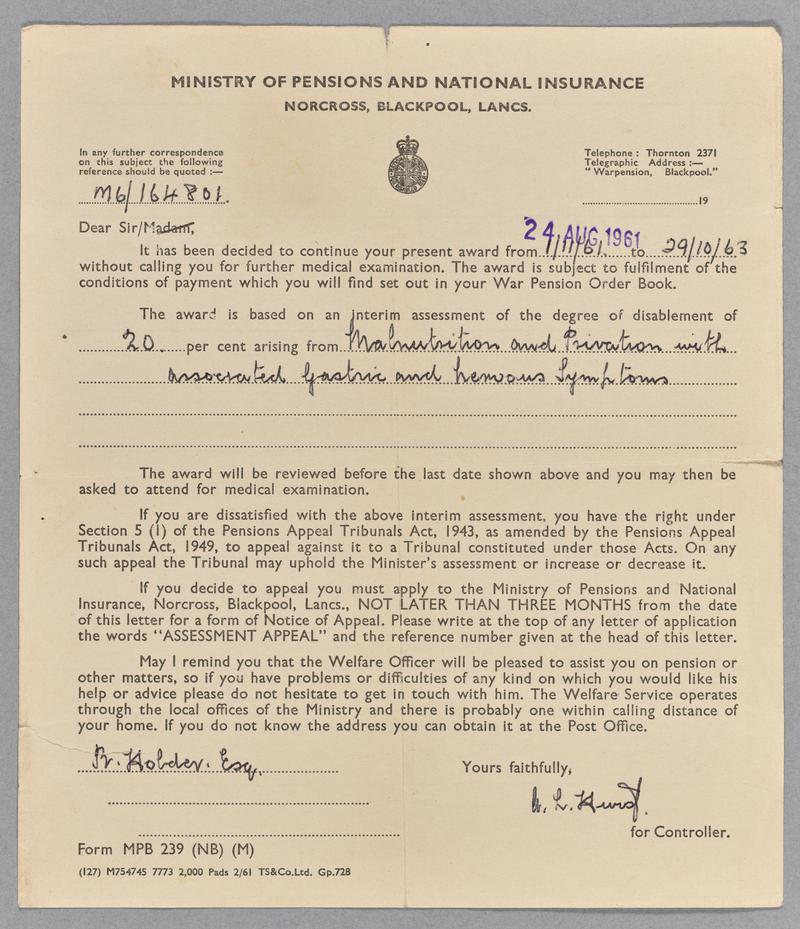 MINISTRY OF PENSIONS AND NATIONAL INSURANCE
NORCROSS, BLACKPOOL, LANCS.
In any further correspondence
on this subject the following
reference should be quoted :—
M6/164801.
Telephone : Thornton 2371
Telegraphic Address :—
"Warpension, Blackpool."
19
Dear Sir/Madam,
24 AUG 1961
It has been decided to continue your present award from 1/11/61. to 29/10/63
without calling you for further medical examination. The award is subject to fulfilment of the
conditions of payment which you will find set out in your War Pension Order Book.
The award is based on an interim assessment of the degree of disablement of
20 per cent arising from Malnutrition and Privation with
associated Gastric and nervous Symptoms
The award will be reviewed before the last date shown above and you may then be
asked to attend for medical examination.
If you are dissatisfied with the above interim assessment, you have the right under
Section 5 (1) of the Pensions Appeal Tribunals Act, 1943, as amended by the Pensions Appeal
Tribunals Act, 1949, to appeal against it to a Tribunal constituted under those Acts. On any
such appeal the Tribunal may uphold the Minister's assessment or increase or decrease it.
If you decide to appeal you must apply to the Ministry of Pensions and National
Insurance, Norcross, Blackpool, Lancs., NOT LATER THAN THREE MONTHS from the date
of this letter for a form of Notice of Appeal. Please write at the top of any letter of application
the words "ASSESSMENT APPEAL" and the reference number given at the head of this letter.
May I remind you that the Welfare Officer will be pleased to assist you on pension or
other matters, so if you have problems or difficulties of any kind on which you would like his
help or advice please do not hesitate to get in touch with him. The Welfare Service operates
through the local offices of the Ministry and there is probably one within calling distance of
your home. If you do not know the address you can obtain it at the Post Office.
Esq.
Yours faithfully,
for Controller.
Form MPB 239 (NB) (M)
(127) M754745 7773 2,000 Pads 2/61 TS&Co.Ltd. Gp.728